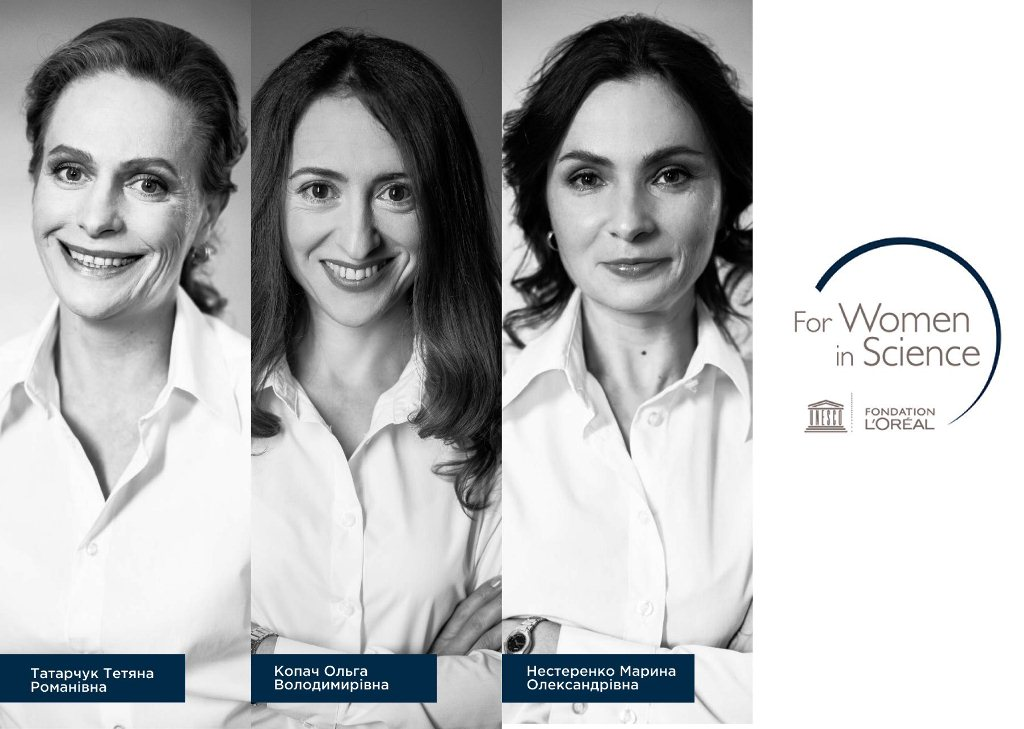 Татарчук Тетяна
Романівна
Копач Ольга
Володимирівна
Нестеренко Марина
Олександрівна
For Women
in Science
UNESCO
FONDATION
L'ORÉAL